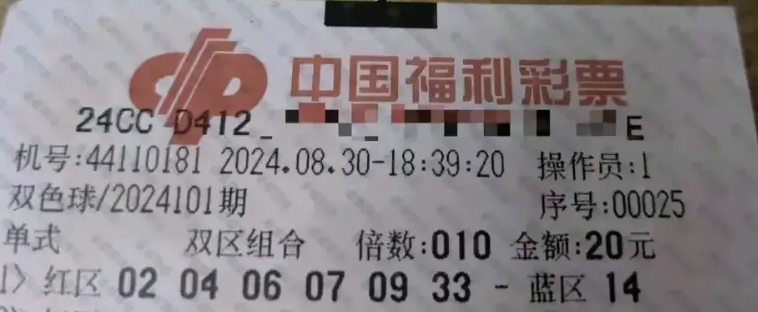 中国福利彩票
24CC D412_ E
机号:44110181 2024.08.30-18:39:20 操作员:1
双色球/2024101期 序号:00025
单式 双区组合 倍数:010 金额:20元
1> 红区 02 04 06 07 09 33 - 蓝区 14